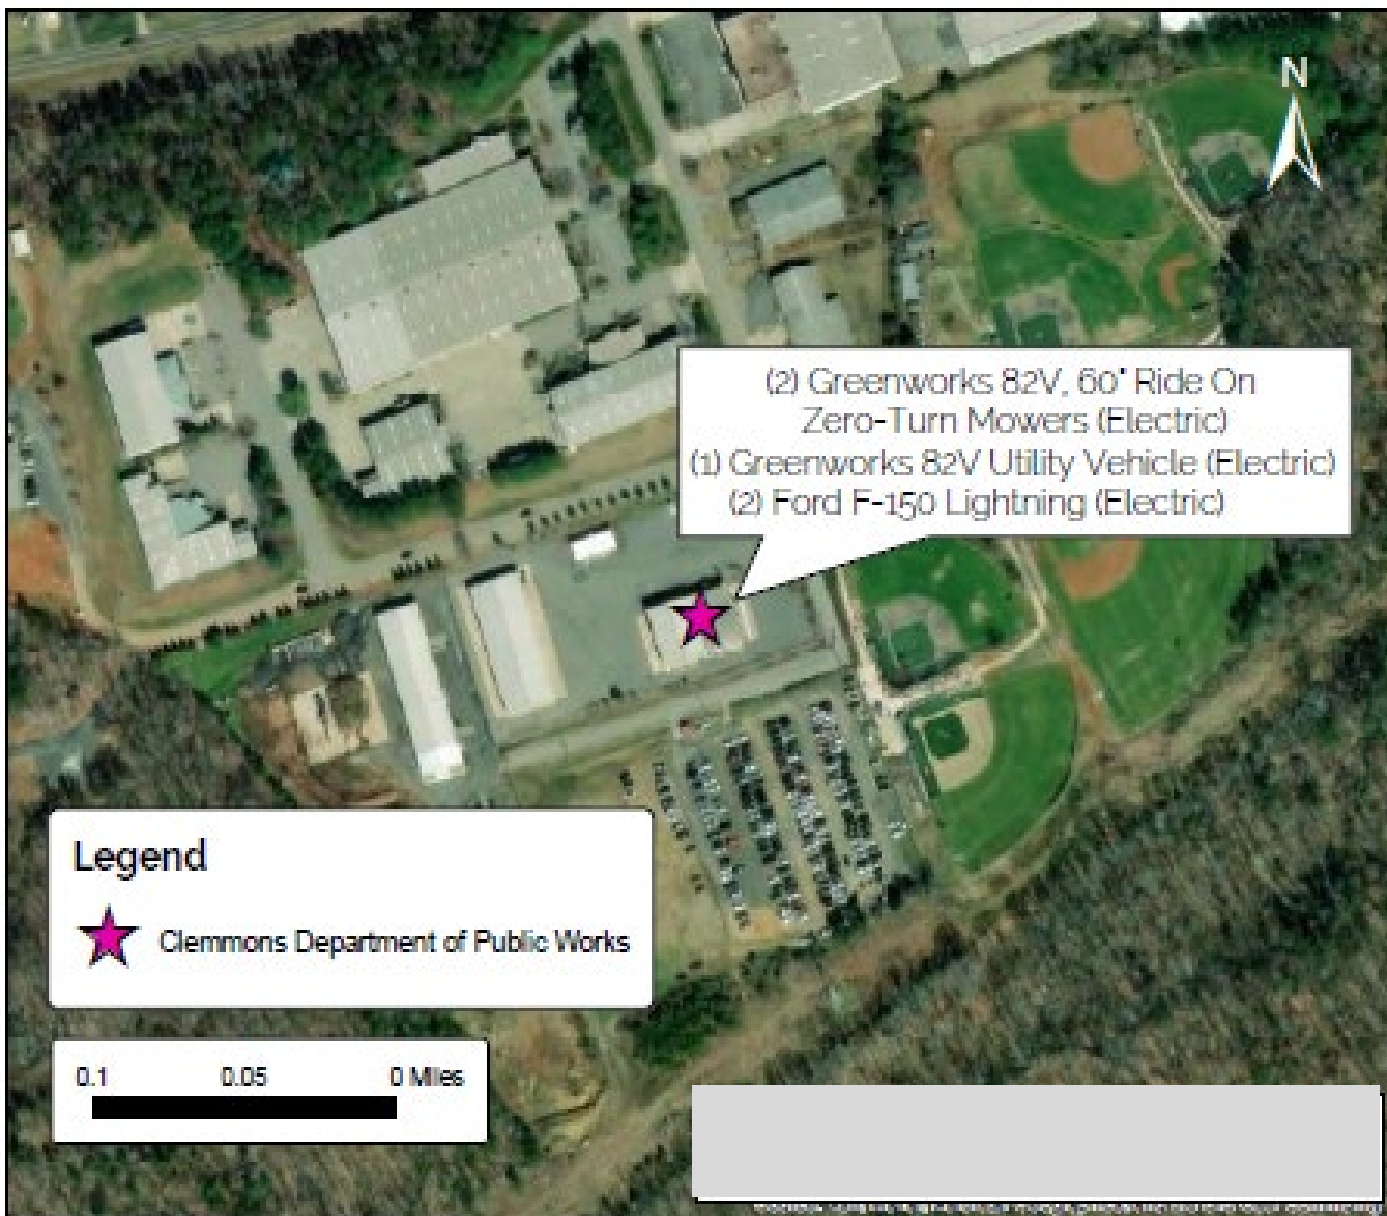 N
(2) Greenworks 82V, 60" Ride On
Zero-Turn Mowers (Electric)
(1) Greenworks 82V Utility Vehicle (Electric)
(2) Ford F-150 Lightning (Electric)
Legend
Clemmons Department of Public Works
0.1 0.05 0 Miles